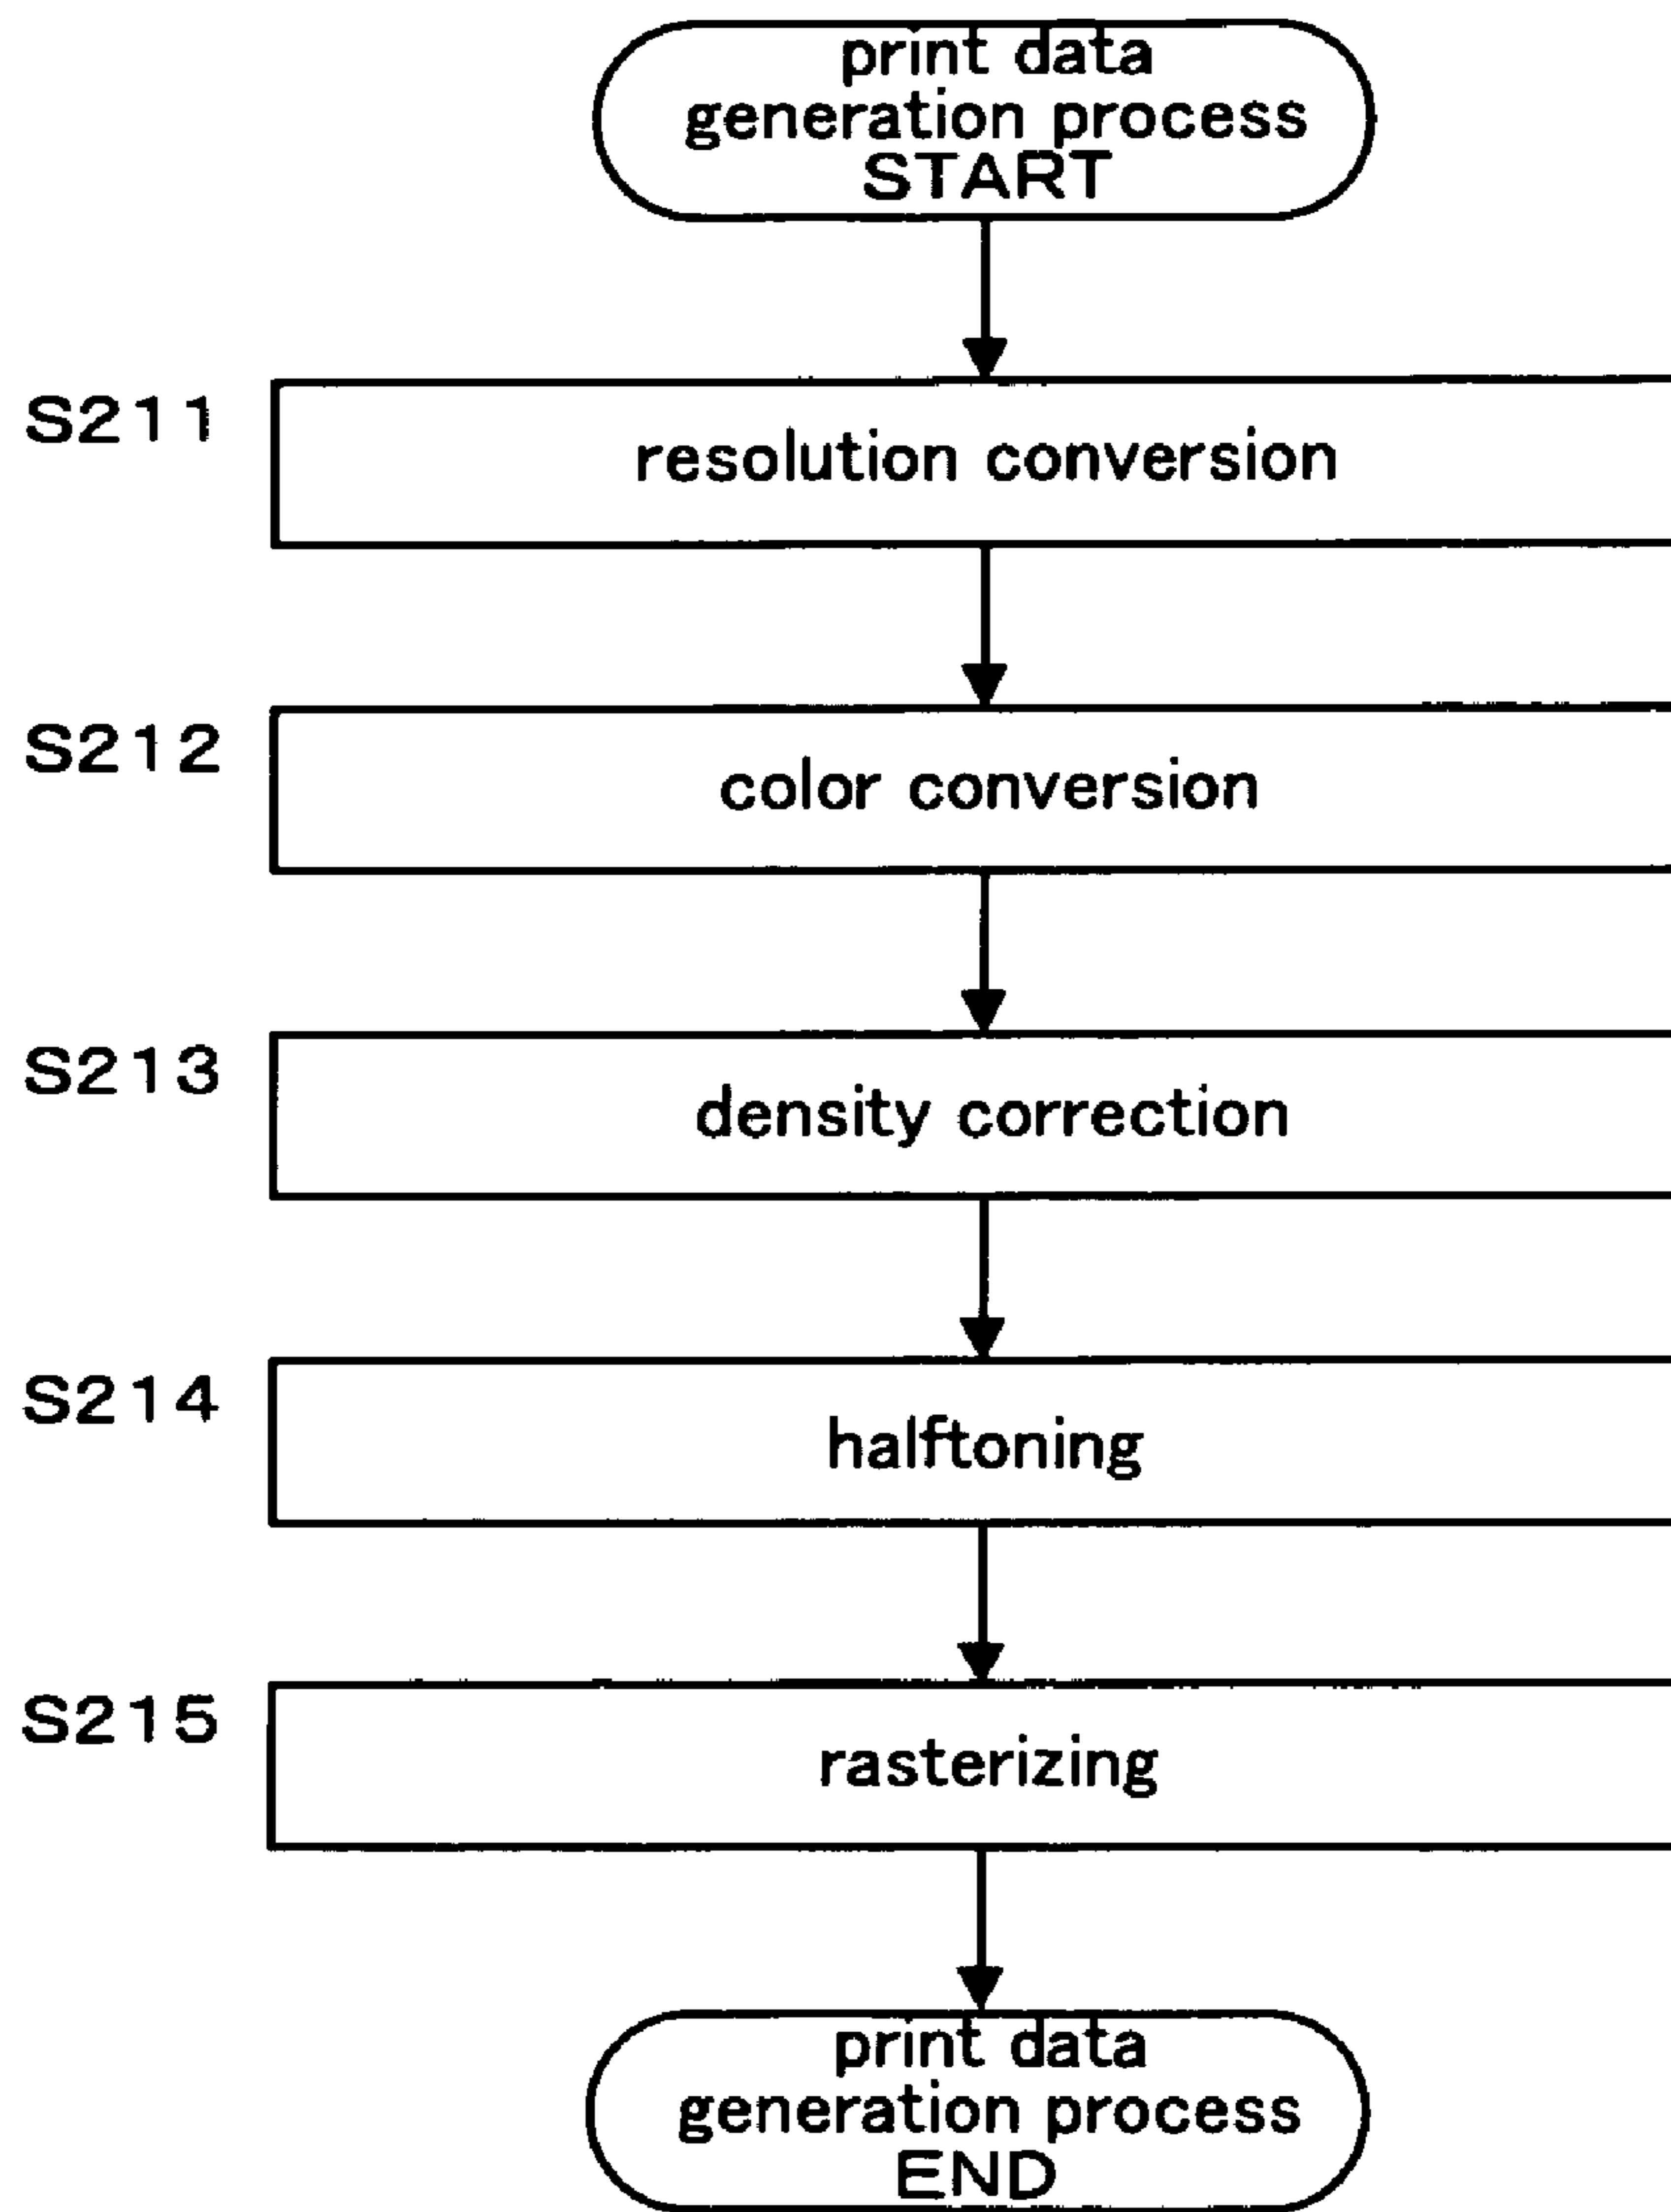 print data
generation process
START
S211
resolution conversion
S212
color conversion
S213
density correction
S214
halftoning
S215
rasterizing
print data
generation process
END